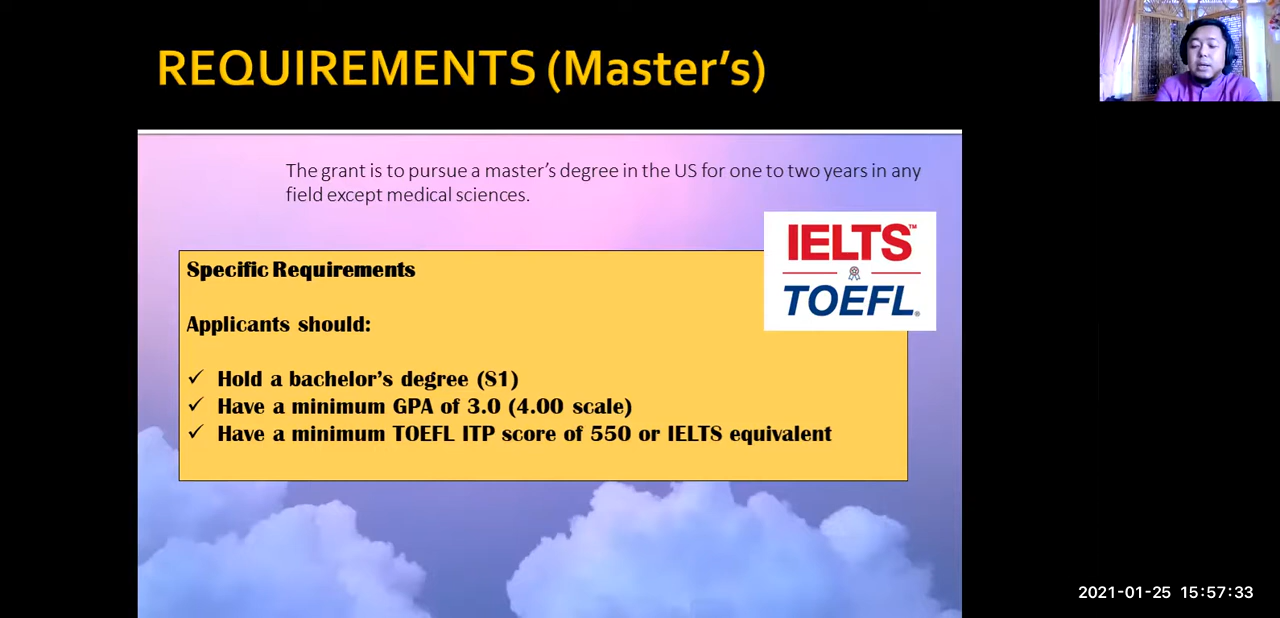 REQUIREMENTS (Master's)
The grant is to pursue a master's degree in the US for one to two years in any
field except medical sciences.
IELTS™
TOEFL®
Specific Requirements
Applicants should:
✓ Hold a bachelor's degree (S1)
✓ Have a minimum GPA of 3.0 (4.00 scale)
✓ Have a minimum TOEFL ITP score of 550 or IELTS equivalent
2021-01-25 15:57:33